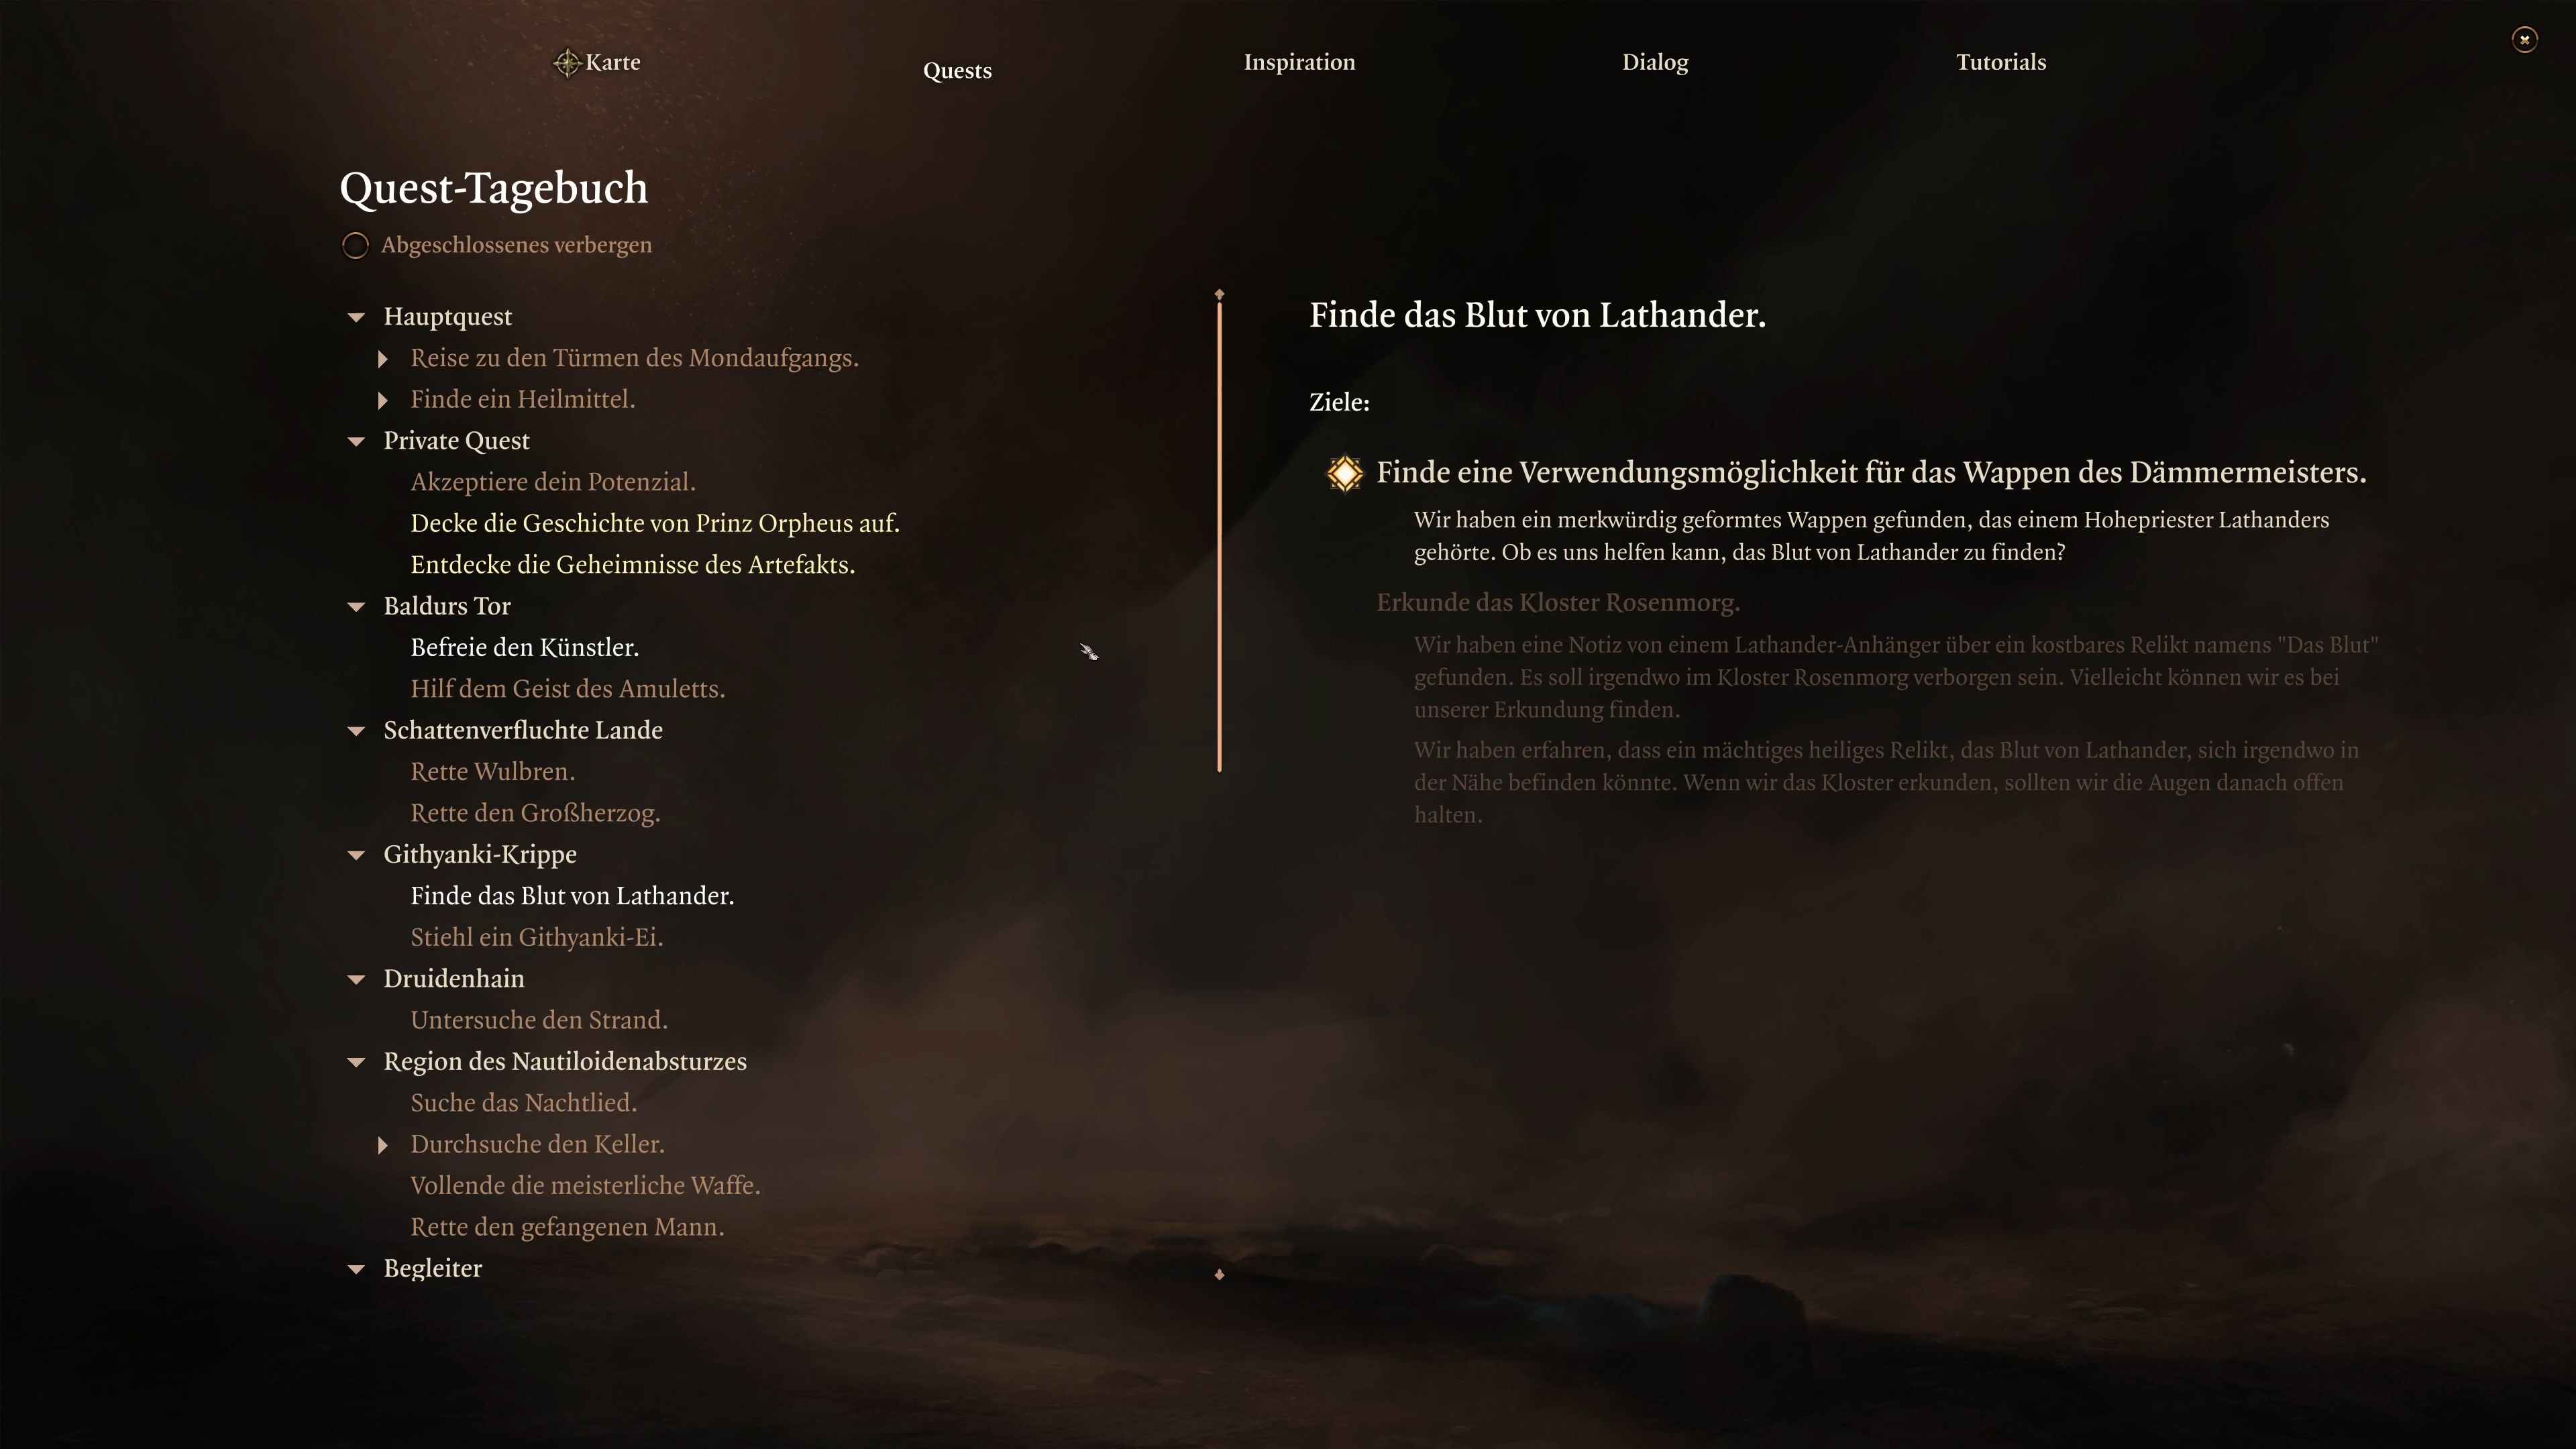 Karte
Quests
Inspiration
Dialog
Tutorials
Quest-Tagebuch
Abgeschlossenes verbergen
Hauptquest
Reise zu den Türmen des Mondaufgangs.
Finde ein Heilmittel.
Private Quest
Akzeptiere dein Potenzial.
Decke die Geschichte von Prinz Orpheus auf.
Entdecke die Geheimnisse des Artefakts.
Baldurs Tor
Befreie den Künstler.
Hilf dem Geist des Amuletts.
Schattenverfluchte Lande
Rette Wulbren.
Rette den Großherzog.
Githyanki-Krippe
Finde das Blut von Lathander.
Stiehl ein Githyanki-Ei.
Druidenhain
Untersuche den Strand.
Region des Nautiloidenabsturzes
Suche das Nachtlied.
Durchsuche den Keller.
Vollende die meisterliche Waffe.
Rette den gefangenen Mann.
Begleiter
Finde das Blut von Lathander.
Ziele:
Finde eine Verwendungsmöglichkeit für das Wappen des Dämmermeisters.
Wir haben ein merkwürdig geformtes Wappen gefunden, das einem Hohepriester Lathanders
gehörte. Ob es uns helfen kann, das Blut von Lathander zu finden?
Erkunde das Kloster Rosenmorg.
Wir haben eine Notiz von einem Lathander-Anhänger über ein kostbares Relikt namens "Das Blut"
gefunden. Es soll irgendwo im Kloster Rosenmorg verborgen sein. Vielleicht können wir es bei
unserer Erkundung finden.
Wir haben erfahren, dass ein mächtiges heiliges Relikt, das Blut von Lathander, sich irgendwo in
der Nähe befinden könnte. Wenn wir das Kloster erkunden, sollten wir die Augen danach offen
halten.